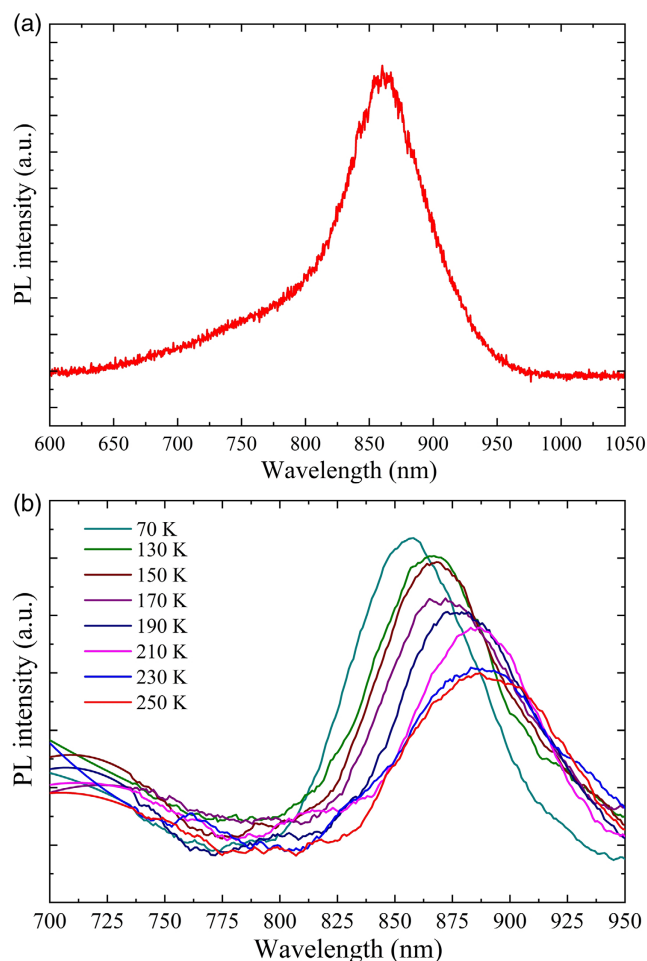 (a)
PL intensity (a.u.)
600 650 700 750 800 850 900 950 1000 1050
Wavelength (nm)
(b)
PL intensity (a.u.)
70 K
130 K
150 K
170 K
190 K
210 K
230 K
250 K
700 725 750 775 800 825 850 875 900 925 950
Wavelength (nm)